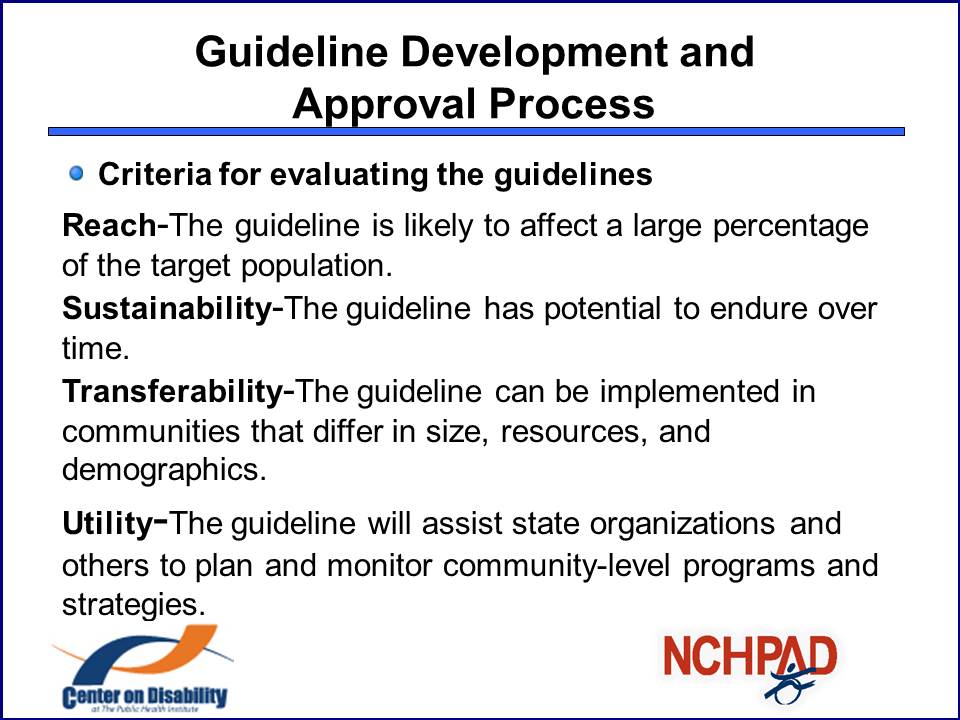 Guideline Development and
Approval Process
Criteria for evaluating the guidelines
Reach-The guideline is likely to affect a large percentage
of the target population.
Sustainability-The guideline has potential to endure over
time.
Transferability-The guideline can be implemented in
communities that differ in size, resources, and
demographics.
Utility-The guideline will assist state organizations and
others to plan and monitor community-level programs and
strategies.
Center on Disability
at The Public Health Institute
NCHPAD